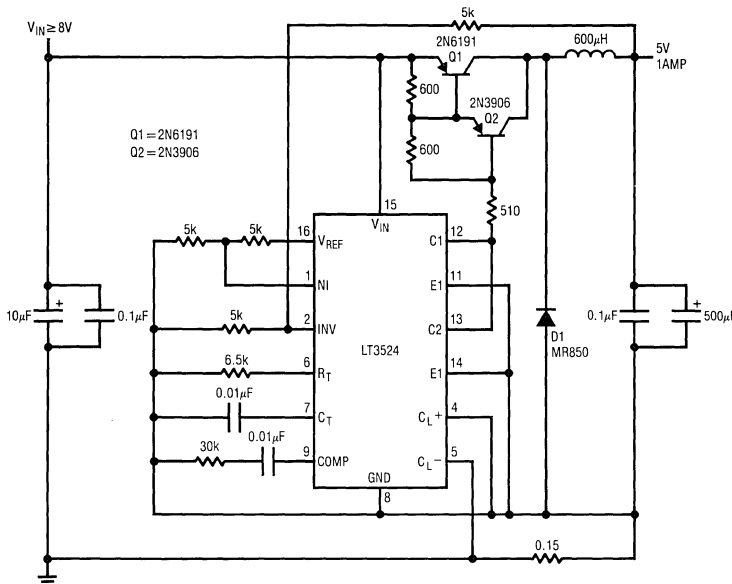 5k
V_IN ≥ 8V
2N6191
Q1
600μH
5V
1AMP
600
2N3906
Q2
Q1 = 2N6191
Q2 = 2N3906
600
510
15
V_IN
5k
5k
16
V_REF
C1
12
1
NI
E1
11
10μF
+
0.1μF
5k
2
INV
C2
13
LT3524
D1
MR850
0.1μF
+
500μF
6.5k
6
R_T
E1
14
0.01μF
7
C_T
C_L+
4
30k
0.01μF
9
COMP
C_L−
5
GND
8
0.15